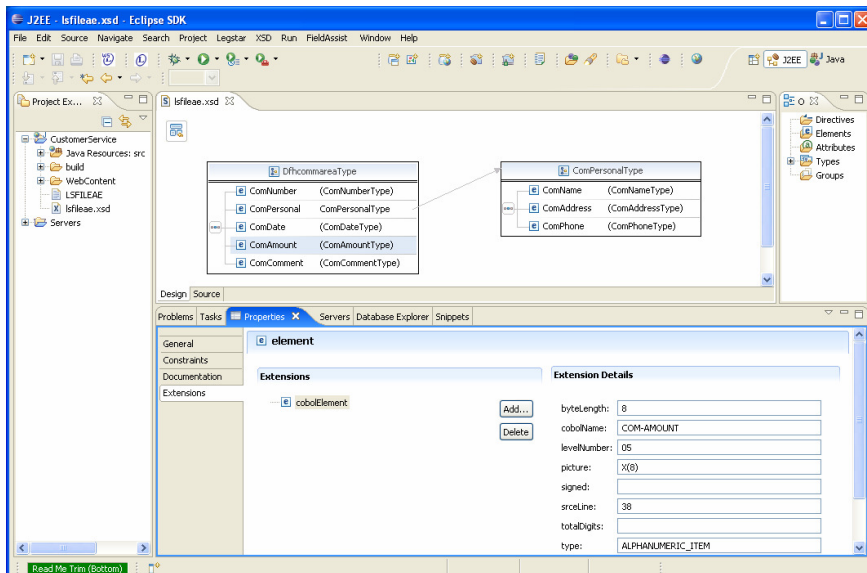 J2EE - lsfileae.xsd - Eclipse SDK
File Edit Source Navigate Search Project Legstar XSD Run FieldAssist Window Help
J2EE Java
Project Ex...
CustomerService
Java Resources: src
build
WebContent
LSFILEAE
lsfileae.xsd
Servers
lsfileae.xsd
DfhcommareaType
ComNumber (ComNumberType)
ComPersonal ComPersonalType
ComDate (ComDateType)
ComAmount (ComAmountType)
ComComment (ComCommentType)
ComPersonalType
ComName (ComNameType)
ComAddress (ComAddressType)
ComPhone (ComPhoneType)
Design Source
O
Directives
Elements
Attributes
Types
Groups
Problems Tasks Properties Servers Database Explorer Snippets
General
Constraints
Documentation
Extensions
element
Extensions
cobolElement
Add...
Delete
Extension Details
byteLength: 8
cobolName: COM-AMOUNT
levelNumber: 05
picture: X(8)
signed:
srceLine: 38
totalDigits:
type: ALPHANUMERIC_ITEM
Read Me Trim (Bottom)